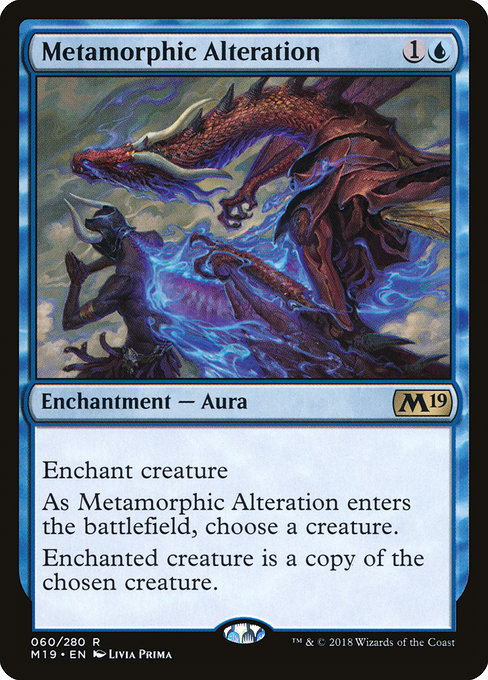 Metamorphic Alteration 1
Enchantment — Aura M19
Enchant creature
As Metamorphic Alteration enters
the battlefield, choose a creature.
Enchanted creature is a copy of the
chosen creature.
060/280 R
M19 • EN Livia Prima
™ & © 2018 Wizards of the Coast